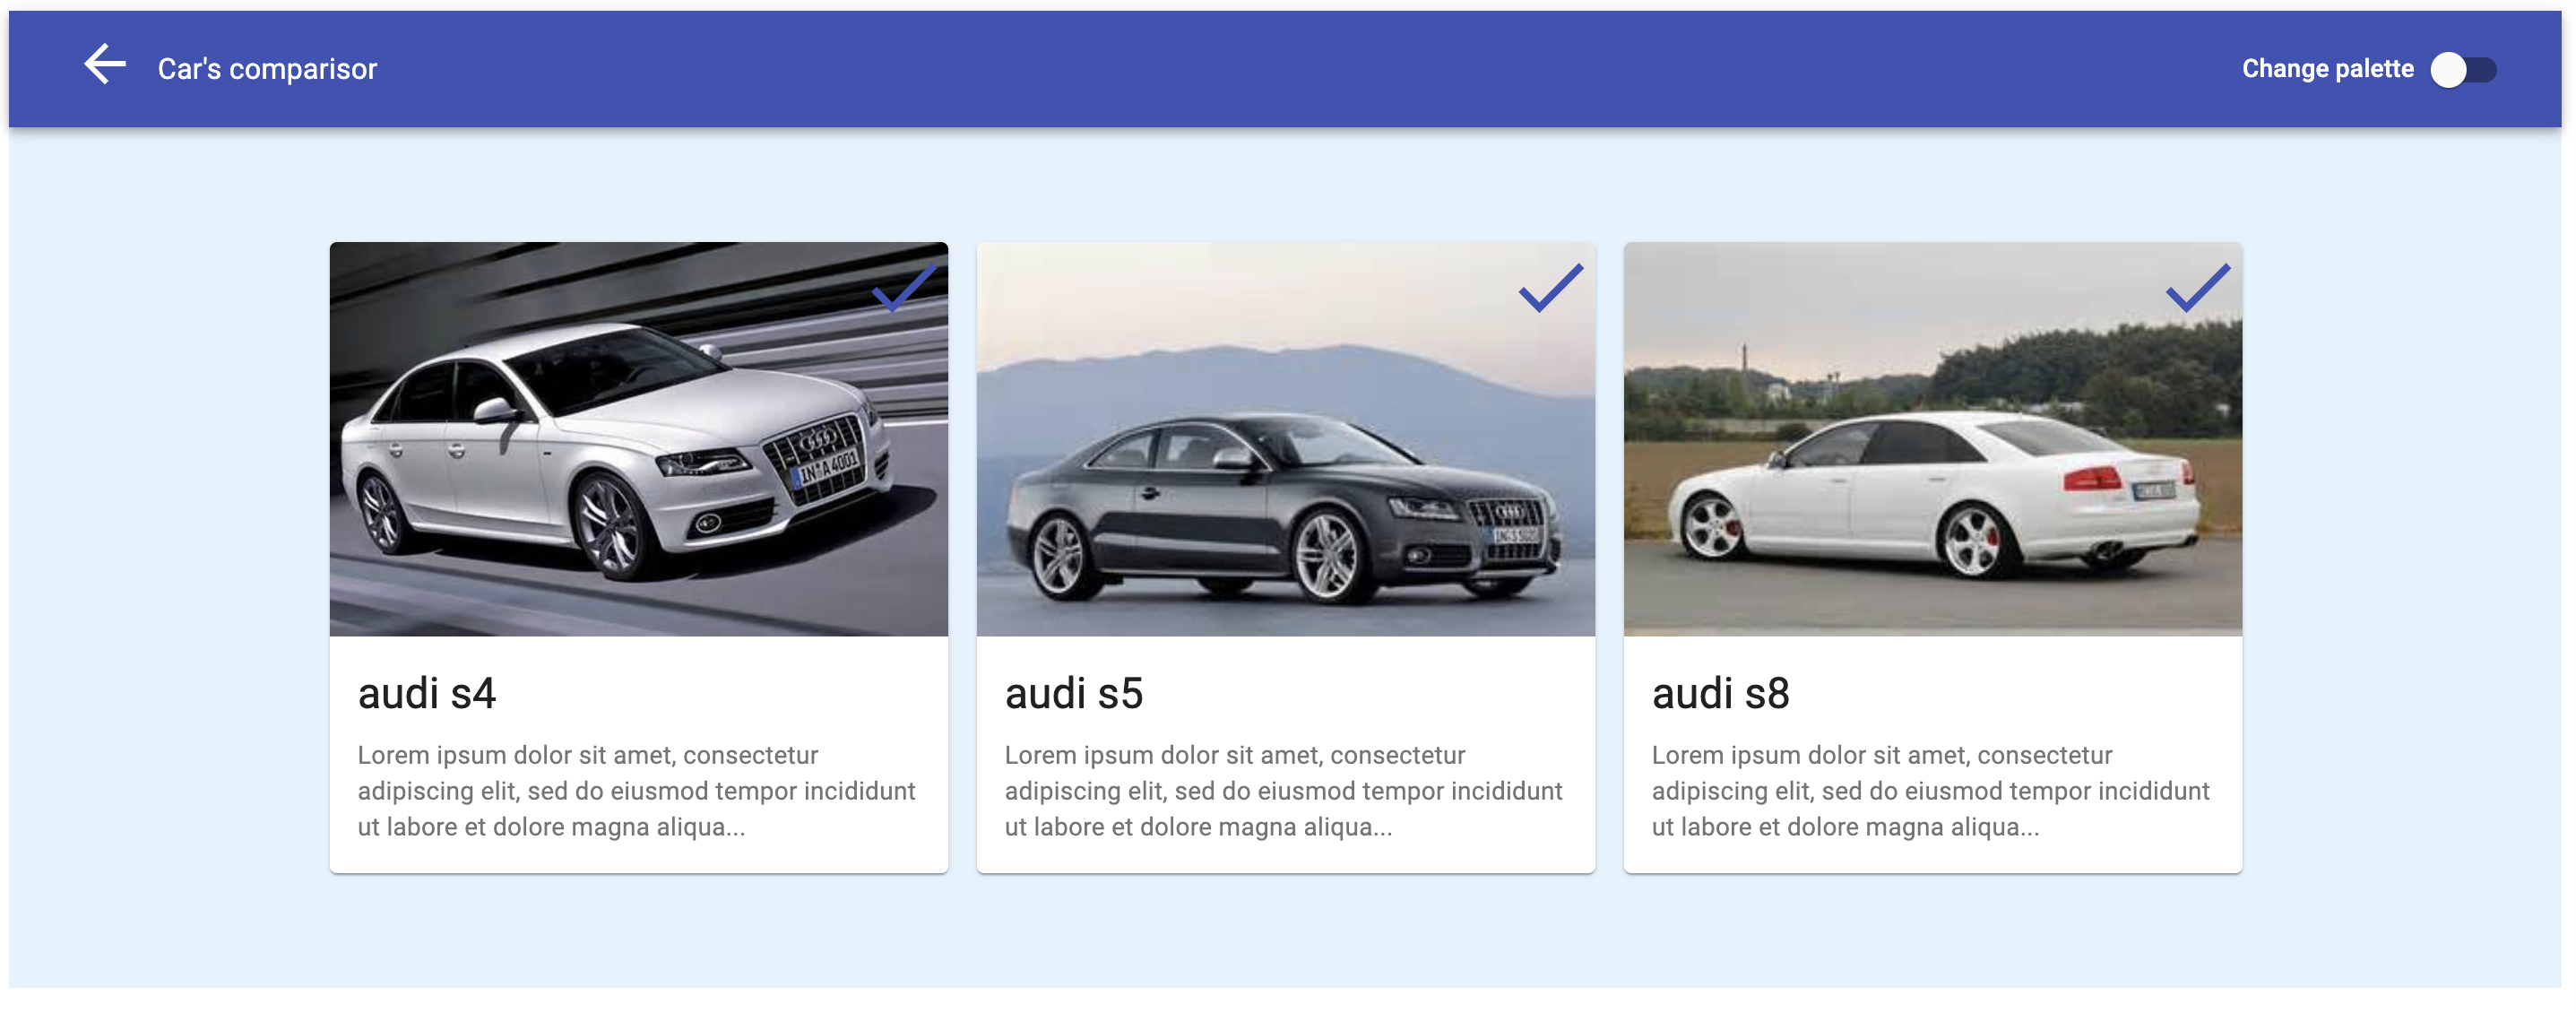 Car's comparisor
Change palette
IN·A 4001
audi s4
Lorem ipsum dolor sit amet, consectetur
adipiscing elit, sed do eiusmod tempor incididunt
ut labore et dolore magna aliqua...
audi s5
Lorem ipsum dolor sit amet, consectetur
adipiscing elit, sed do eiusmod tempor incididunt
ut labore et dolore magna aliqua...
audi s8
Lorem ipsum dolor sit amet, consectetur
adipiscing elit, sed do eiusmod tempor incididunt
ut labore et dolore magna aliqua...